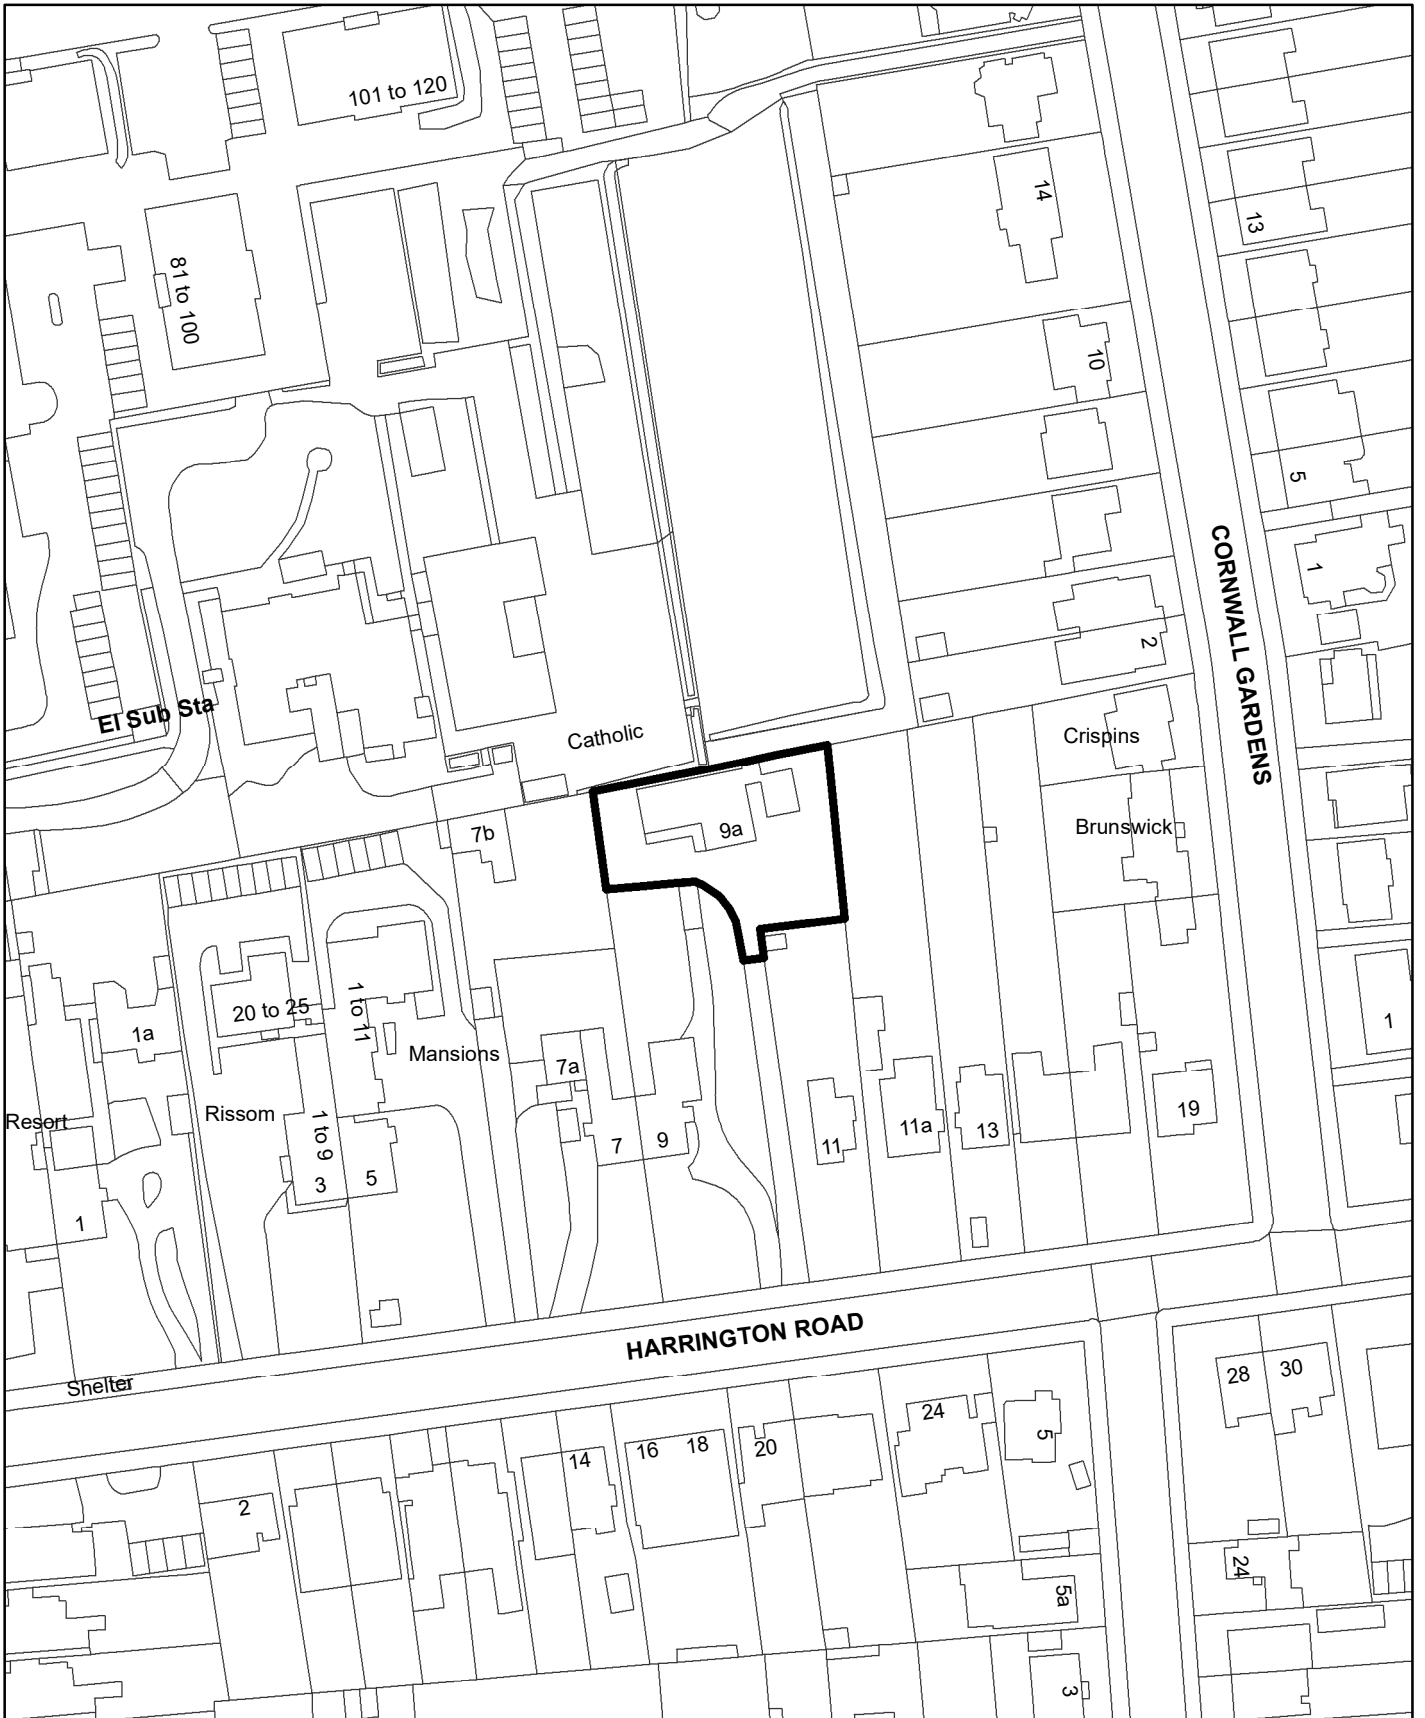 101 to 120
14
13
81 to 100
10
5
CORNWALL GARDENS
1
2
El Sub Sta
Catholic
Crispins
7b
9a
Brunswick
20 to 25
1 to 11
1a
Mansions
1
7a
Resort
Rissom
1 to 9
7
9
11
11a
13
19
3
5
1
HARRINGTON ROAD
Shelter
28
30
24
5
16
18
20
14
2
24
5a
3